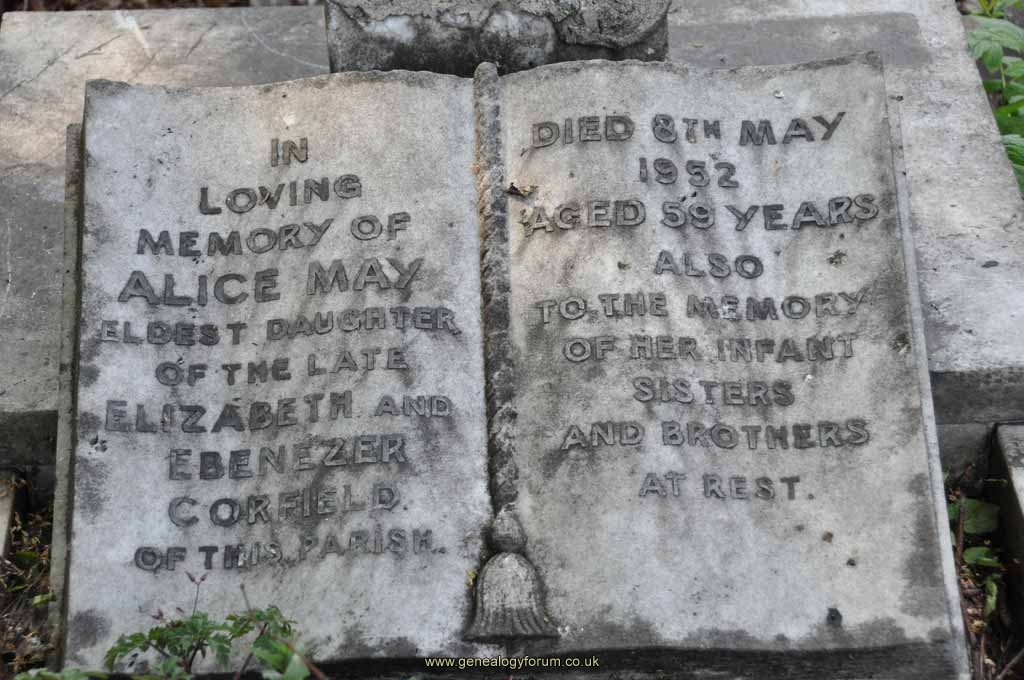 IN
LOVING
MEMORY OF
ALICE MAY
ELDEST DAUGHTER
OF THE LATE
ELIZABETH AND
EBENEZER
CORFIELD.
OF THIS PARISH.
DIED 8TH MAY
1952
AGED 59 YEARS
ALSO
TO THE MEMORY
OF HER INFANT
SISTERS
AND BROTHERS
AT REST.
www.genealogyforum.co.uk